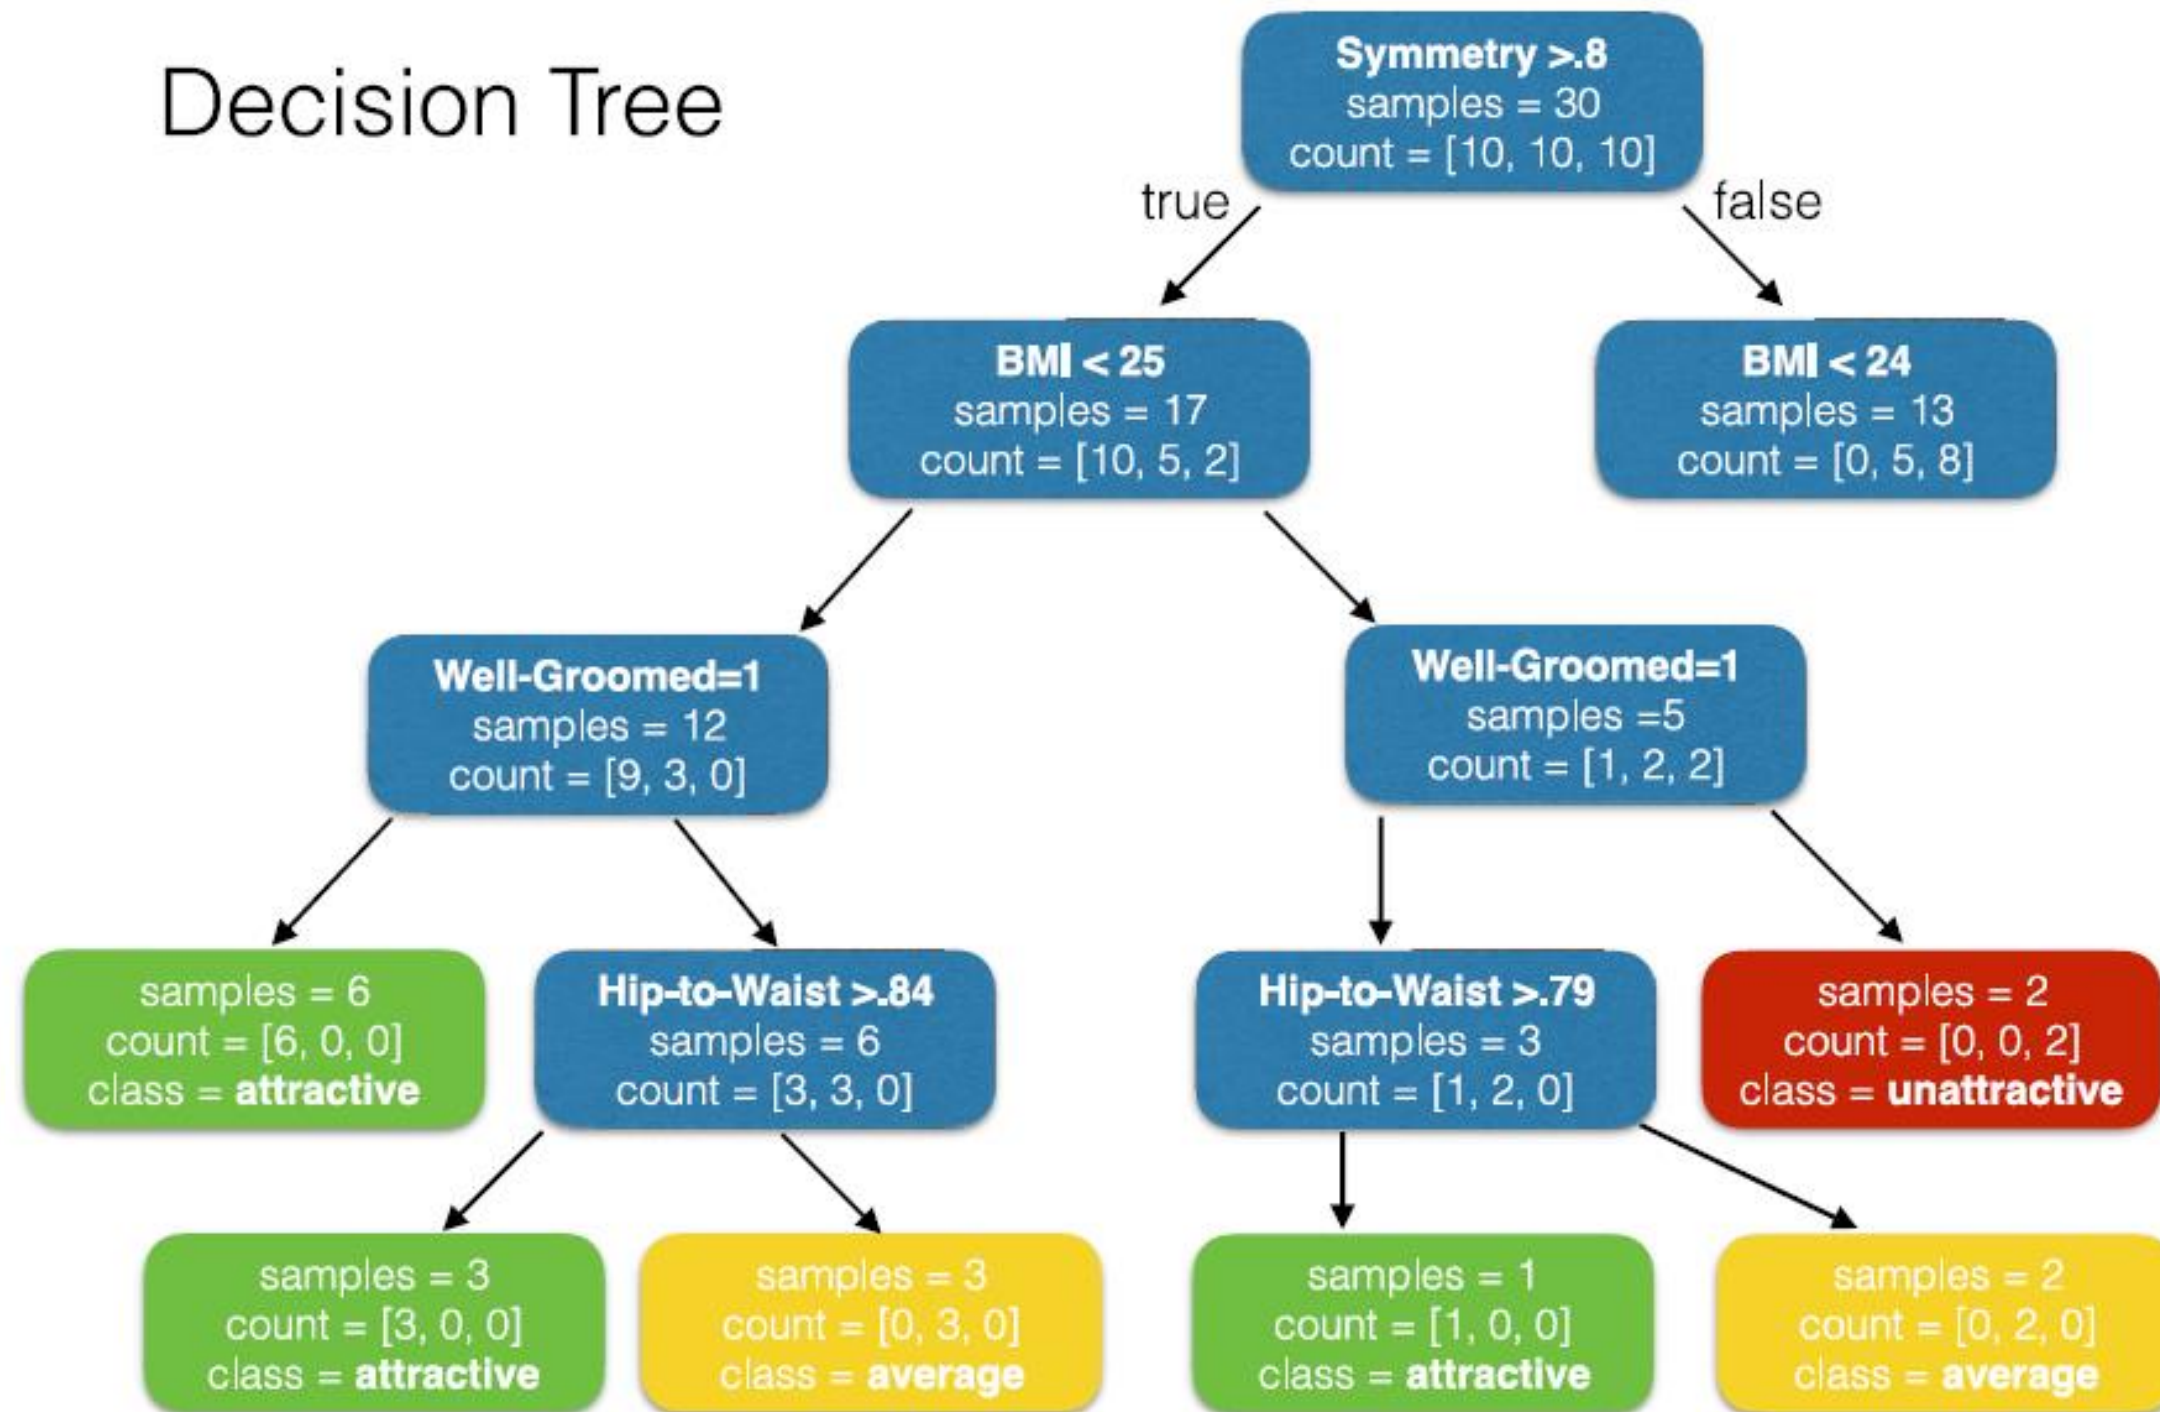 Decision Tree
Symmetry >.8
samples = 30
count = [10, 10, 10]
true
false
BMI < 25
samples = 17
count = [10, 5, 2]
BMI < 24
samples = 13
count = [0, 5, 8]
Well-Groomed=1
samples = 12
count = [9, 3, 0]
Well-Groomed=1
samples =5
count = [1, 2, 2]
samples = 6
count = [6, 0, 0]
class = attractive
Hip-to-Waist >.84
samples = 6
count = [3, 3, 0]
Hip-to-Waist >.79
samples = 3
count = [1, 2, 0]
samples = 2
count = [0, 0, 2]
class = unattractive
samples = 3
count = [3, 0, 0]
class = attractive
samples = 3
count = [0, 3, 0]
class = average
samples = 1
count = [1, 0, 0]
class = attractive
samples = 2
count = [0, 2, 0]
class = average